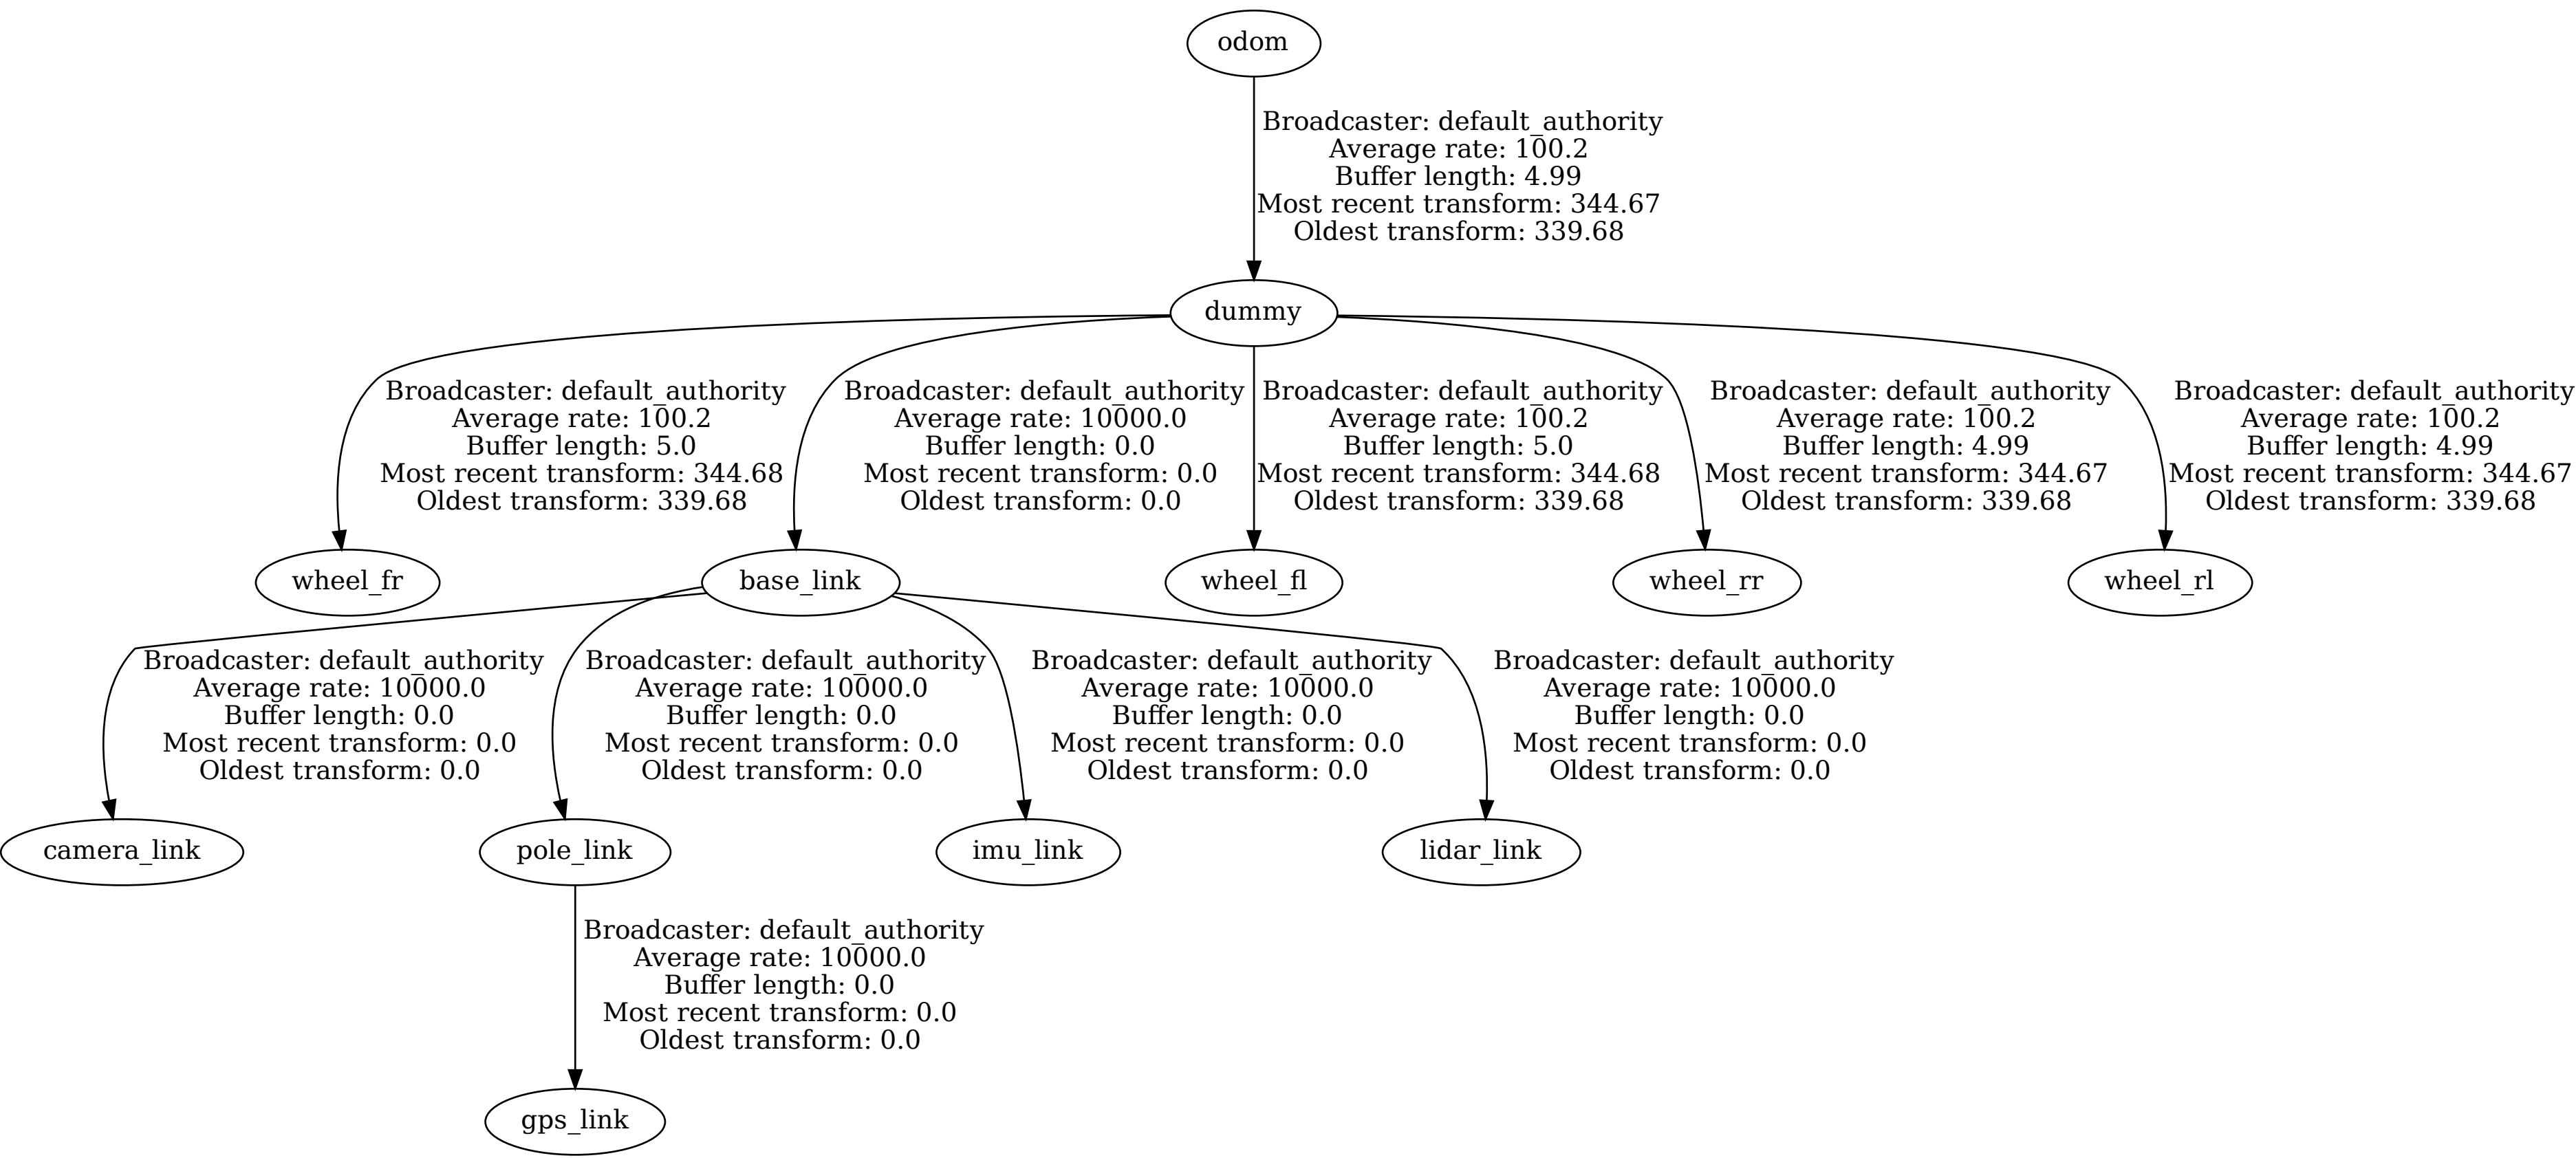 odom
Broadcaster: default_authority
Average rate: 100.2
Buffer length: 4.99
Most recent transform: 344.67
Oldest transform: 339.68
dummy
Broadcaster: default_authority
Average rate: 100.2
Buffer length: 5.0
Most recent transform: 344.68
Oldest transform: 339.68
Broadcaster: default_authority
Average rate: 10000.0
Buffer length: 0.0
Most recent transform: 0.0
Oldest transform: 0.0
Broadcaster: default_authority
Average rate: 100.2
Buffer length: 5.0
Most recent transform: 344.68
Oldest transform: 339.68
Broadcaster: default_authority
Average rate: 100.2
Buffer length: 4.99
Most recent transform: 344.67
Oldest transform: 339.68
Broadcaster: default_authority
Average rate: 100.2
Buffer length: 4.99
Most recent transform: 344.67
Oldest transform: 339.68
wheel_fr
base_link
wheel_fl
wheel_rr
wheel_rl
Broadcaster: default_authority
Average rate: 10000.0
Buffer length: 0.0
Most recent transform: 0.0
Oldest transform: 0.0
Broadcaster: default_authority
Average rate: 10000.0
Buffer length: 0.0
Most recent transform: 0.0
Oldest transform: 0.0
Broadcaster: default_authority
Average rate: 10000.0
Buffer length: 0.0
Most recent transform: 0.0
Oldest transform: 0.0
Broadcaster: default_authority
Average rate: 10000.0
Buffer length: 0.0
Most recent transform: 0.0
Oldest transform: 0.0
camera_link
pole_link
imu_link
lidar_link
Broadcaster: default_authority
Average rate: 10000.0
Buffer length: 0.0
Most recent transform: 0.0
Oldest transform: 0.0
gps_link